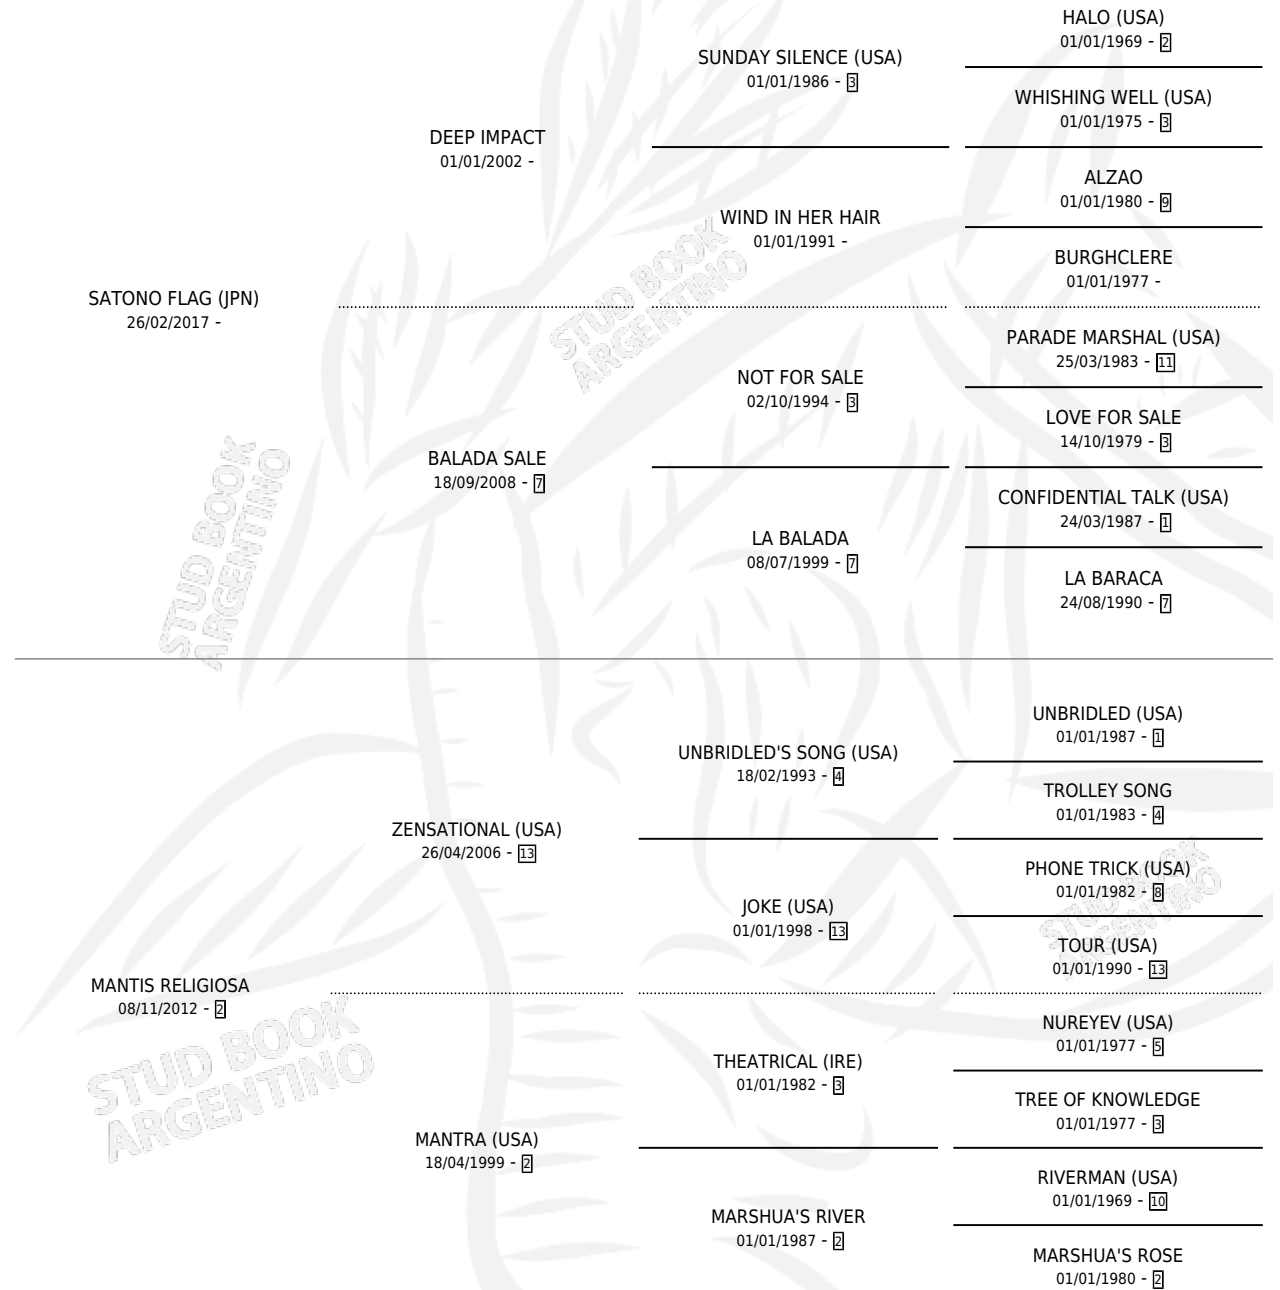 HALO (USA)
01/01/1969 - 2
SUNDAY SILENCE (USA)
01/01/1986 - 3
WHISHING WELL (USA)
01/01/1975 - 3
DEEP IMPACT
01/01/2002 -
ALZAO
01/01/1980 - 9
WIND IN HER HAIR
01/01/1991 -
BURGHCLERE
01/01/1977 -
SATONO FLAG (JPN)
26/02/2017 -
STUD BOOK
ARGENTINO
PARADE MARSHAL (USA)
25/03/1983 - 11
NOT FOR SALE
02/10/1994 - 3
LOVE FOR SALE
14/10/1979 - 3
BALADA SALE
18/09/2008 - 7
CONFIDENTIAL TALK (USA)
24/03/1987 - 1
LA BALADA
08/07/1999 - 7
LA BARACA
24/08/1990 - 7
STUD BOOK
ARGENTINO
UNBRIDLED (USA)
01/01/1987 - 1
UNBRIDLED'S SONG (USA)
18/02/1993 - 4
TROLLEY SONG
01/01/1983 - 4
ZENSATIONAL (USA)
26/04/2006 - 13
PHONE TRICK (USA)
01/01/1982 - 8
JOKE (USA)
01/01/1998 - 13
STUD BOOK
ARGENTINO
TOUR (USA)
01/01/1990 - 13
MANTIS RELIGIOSA
08/11/2012 - 2
NUREYEV (USA)
01/01/1977 - 5
THEATRICAL (IRE)
01/01/1982 - 3
TREE OF KNOWLEDGE
01/01/1977 - 3
STUD BOOK
ARGENTINO
MANTRA (USA)
18/04/1999 - 2
RIVERMAN (USA)
01/01/1969 - 10
MARSHUA'S RIVER
01/01/1987 - 2
MARSHUA'S ROSE
01/01/1980 - 2